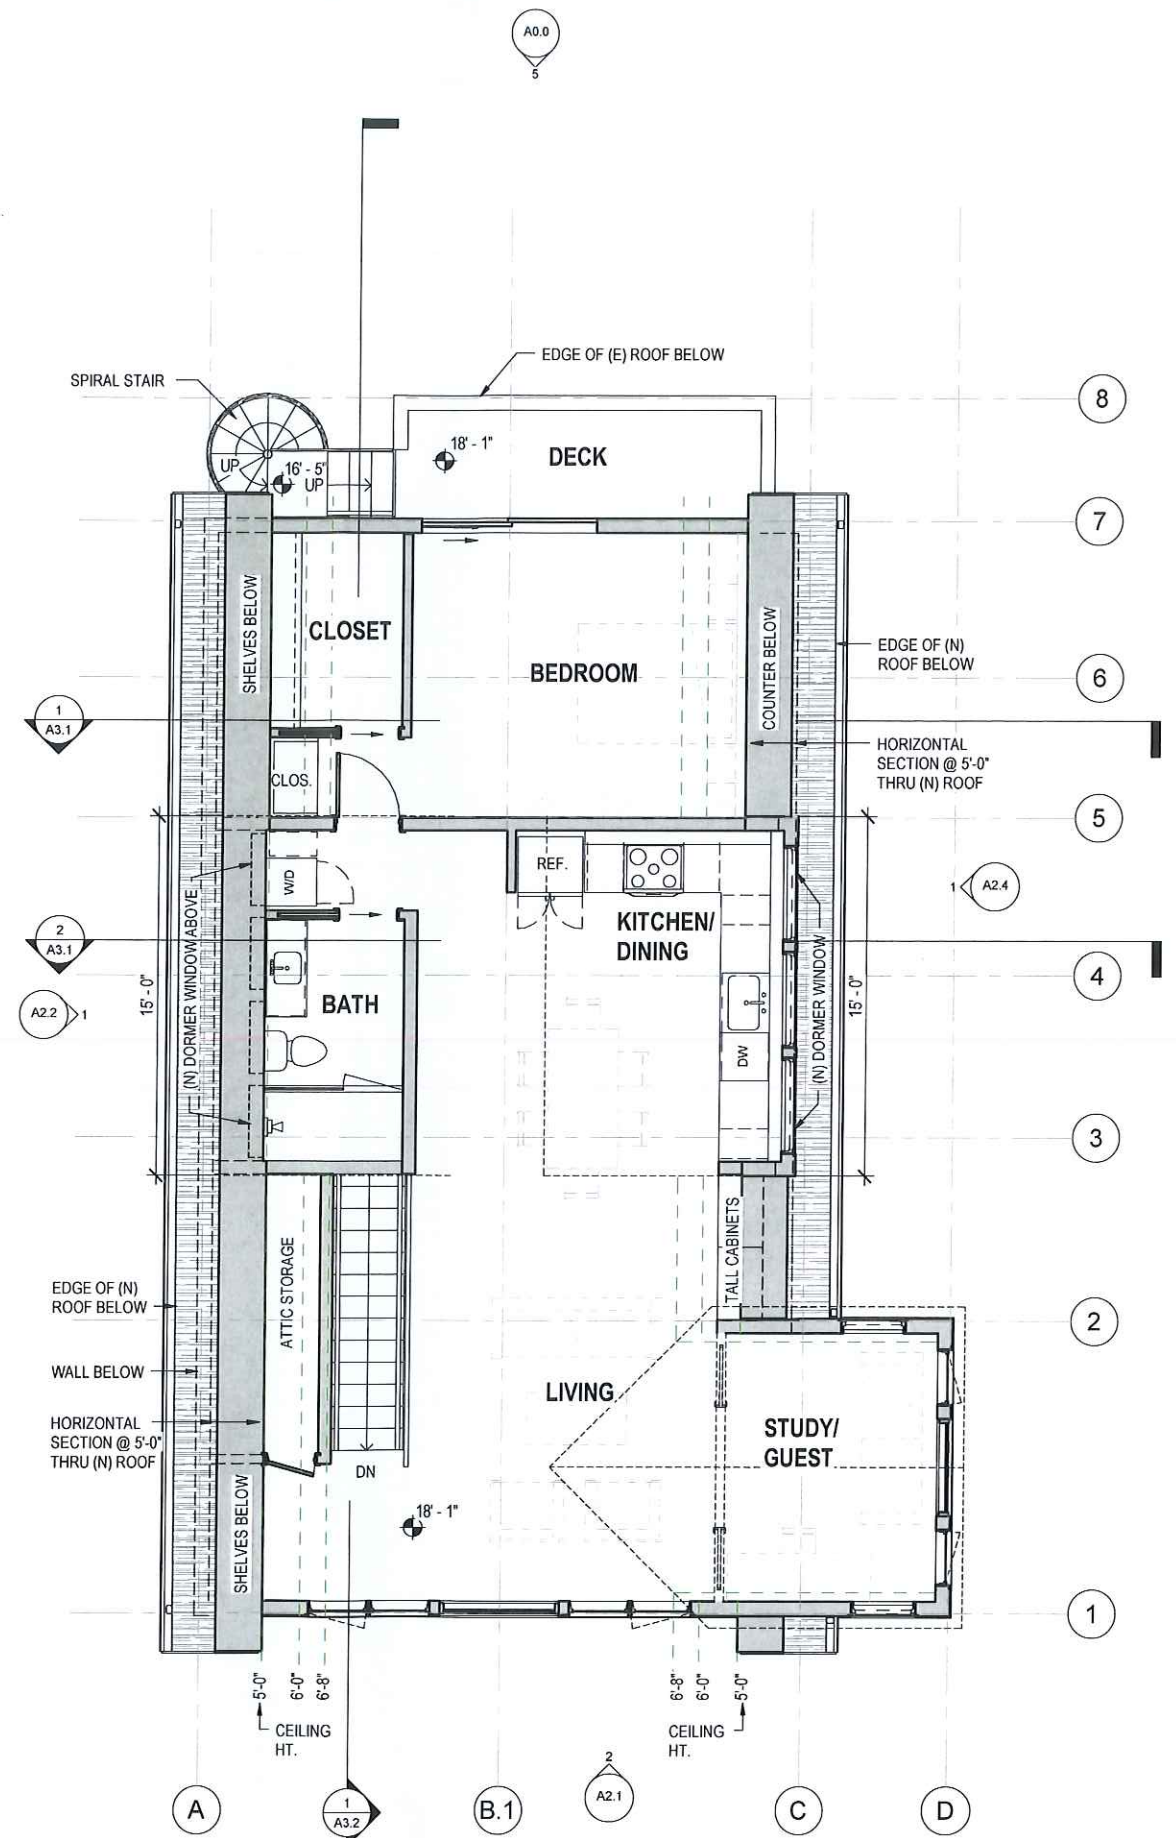 A0.0
5
EDGE OF (E) ROOF BELOW
SPIRAL STAIR
8
18' - 1"
DECK
UP
16' - 5"
UP
7
SHELVES BELOW
CLOSET
BEDROOM
COUNTER BELOW
EDGE OF (N)
ROOF BELOW
6
1
A3.1
HORIZONTAL
SECTION @ 5'-0"
THRU (N) ROOF
CLOS.
5
REF.
W/D
1
A2.4
KITCHEN/
DINING
2
A3.1
(N) DORMER WINDOW ABOVE
(N) DORMER WINDOW
4
15' - 0"
15' - 0"
BATH
A2.2
1
DW
3
TALL CABINETS
ATTIC STORAGE
EDGE OF (N)
ROOF BELOW
2
WALL BELOW
LIVING
STUDY/
GUEST
HORIZONTAL
SECTION @ 5'-0"
THRU (N) ROOF
DN
SHELVES BELOW
18' - 1"
1
5'-0"
6'-0"
6'-8"
6'-8"
6'-0"
5'-0"
CEILING
HT.
CEILING
HT.
2
A2.1
A
1
A3.2
B.1
C
D